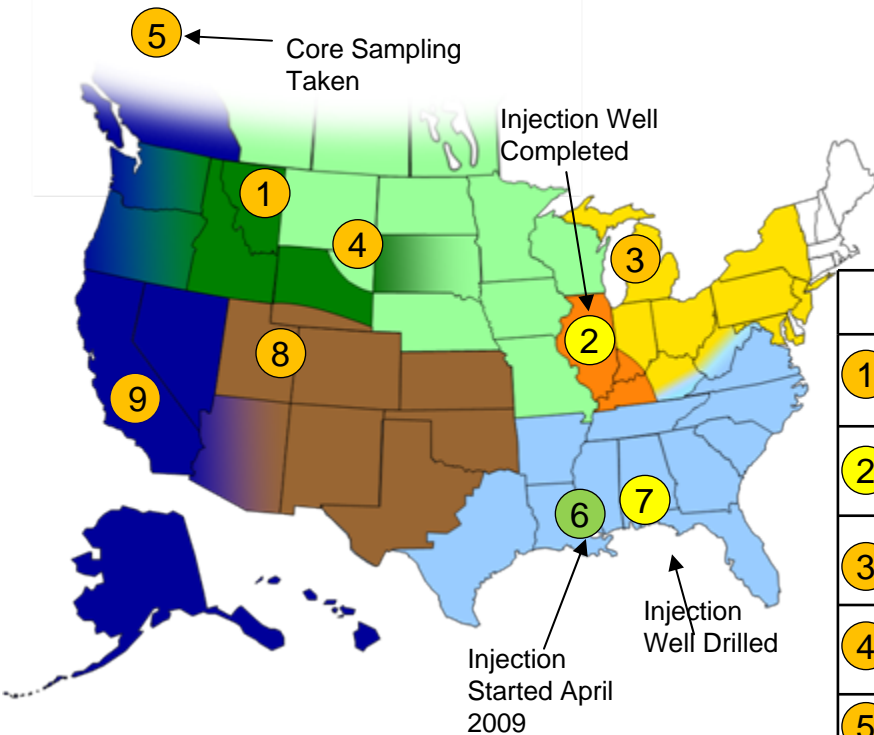 5
Core Sampling
Taken
Injection Well
Completed
1
4
3
2
8
9
6
7
Injection
Well Drilled
Injection
Started April
2009
1
2
3
4
5